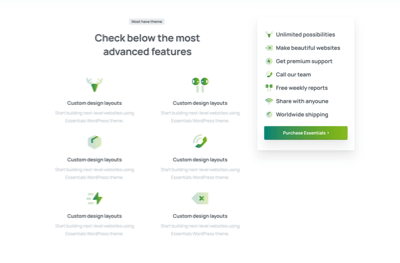 Must have theme
Check below the most
advanced features
Custom design layouts
Start building next-level websites using
Essentials WordPress theme
Custom design layouts
Start building next-level websites using
Essentials WordPress theme
Custom design layouts
Start building next-level websites using
Essentials WordPress theme
Custom design layouts
Start building next-level websites using
Essentials WordPress theme
Custom design layouts
Start building next-level websites using
Essentials WordPress theme
Custom design layouts
Start building next-level websites using
Essentials WordPress theme
Unlimited possibilities
Make beautiful websites
Get premium support
Call our team
Free weekly reports
Share with anyoune
Worldwide shipping
Purchase Essentials >